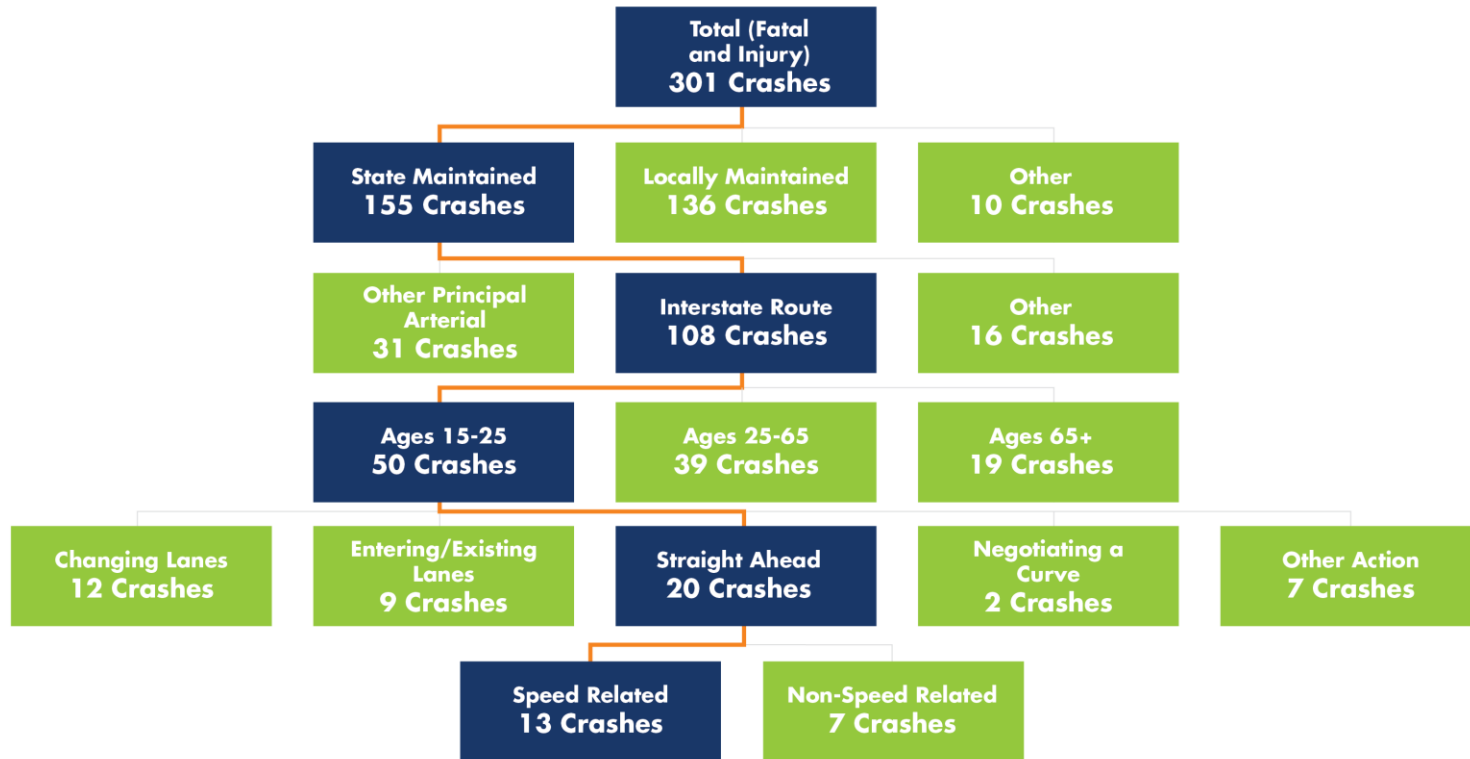 Total (Fatal
and Injury)
301 Crashes
State Maintained
155 Crashes
Locally Maintained
136 Crashes
Other
10 Crashes
Other Principal
Arterial
31 Crashes
Interstate Route
108 Crashes
Other
16 Crashes
Ages 15-25
50 Crashes
Ages 25-65
39 Crashes
Ages 65+
19 Crashes
Changing Lanes
12 Crashes
Entering/Existing
Lanes
9 Crashes
Straight Ahead
20 Crashes
Negotiating a
Curve
2 Crashes
Other Action
7 Crashes
Speed Related
13 Crashes
Non-Speed Related
7 Crashes